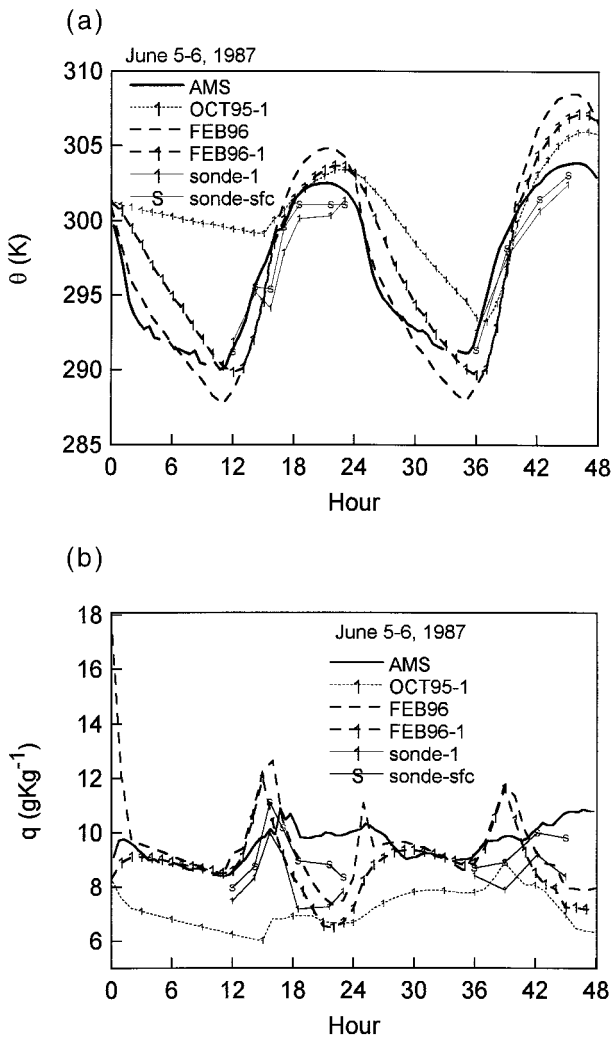 (a)
June 5-6, 1987
AMS
OCT95-1
FEB96
FEB96-1
sonde-1
sonde-sfc
310
305
300
295
290
285
θ (K)
0 6 12 18 24 30 36 42 48
Hour
(b)
June 5-6, 1987
AMS
OCT95-1
FEB96
FEB96-1
sonde-1
sonde-sfc
18
16
14
12
10
8
6
q (gKg⁻¹)
0 6 12 18 24 30 36 42 48
Hour